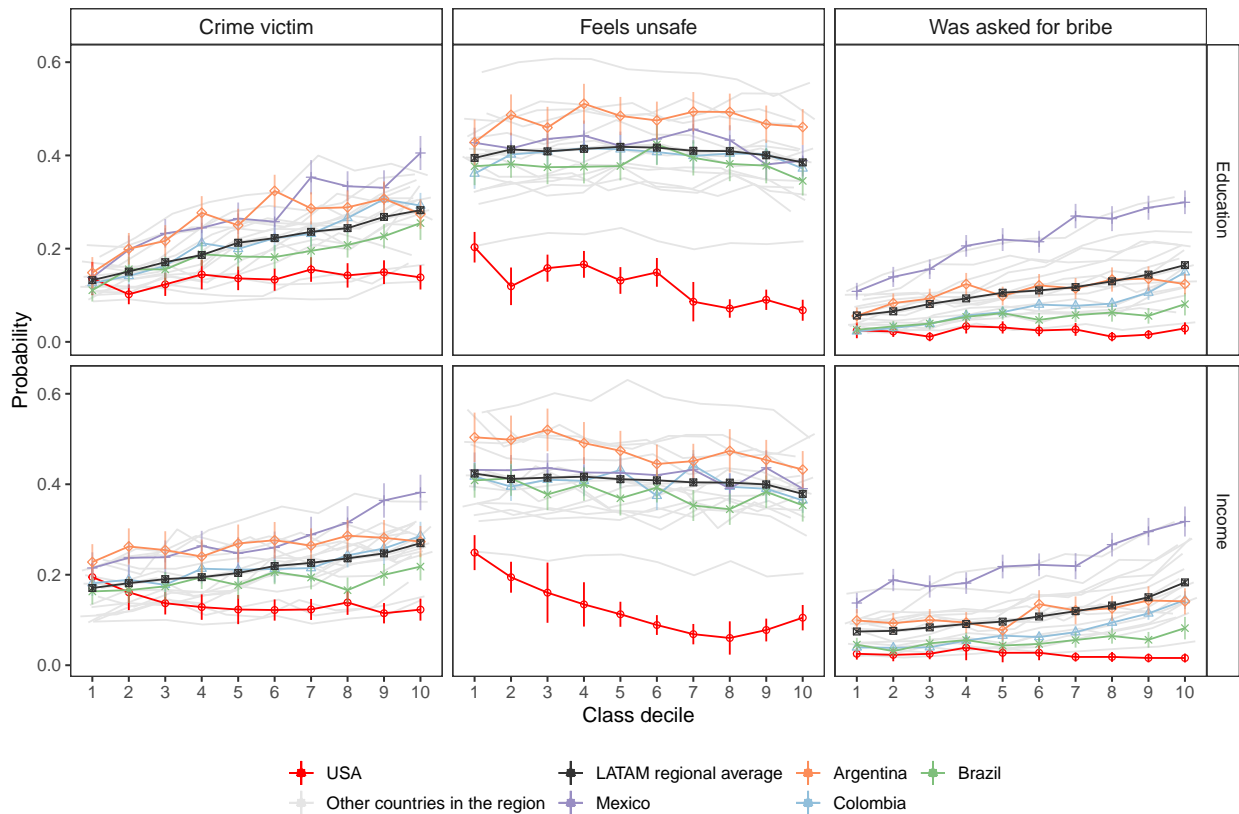 Crime victim
Feels unsafe
Was asked for bribe
0.6
0.4
0.2
0.0
Education
Probability
0.6
0.4
0.2
0.0
Income
1 2 3 4 5 6 7 8 9 10
1 2 3 4 5 6 7 8 9 10
1 2 3 4 5 6 7 8 9 10
Class decile
USA
LATAM regional average
Argentina
Brazil
Other countries in the region
Mexico
Colombia